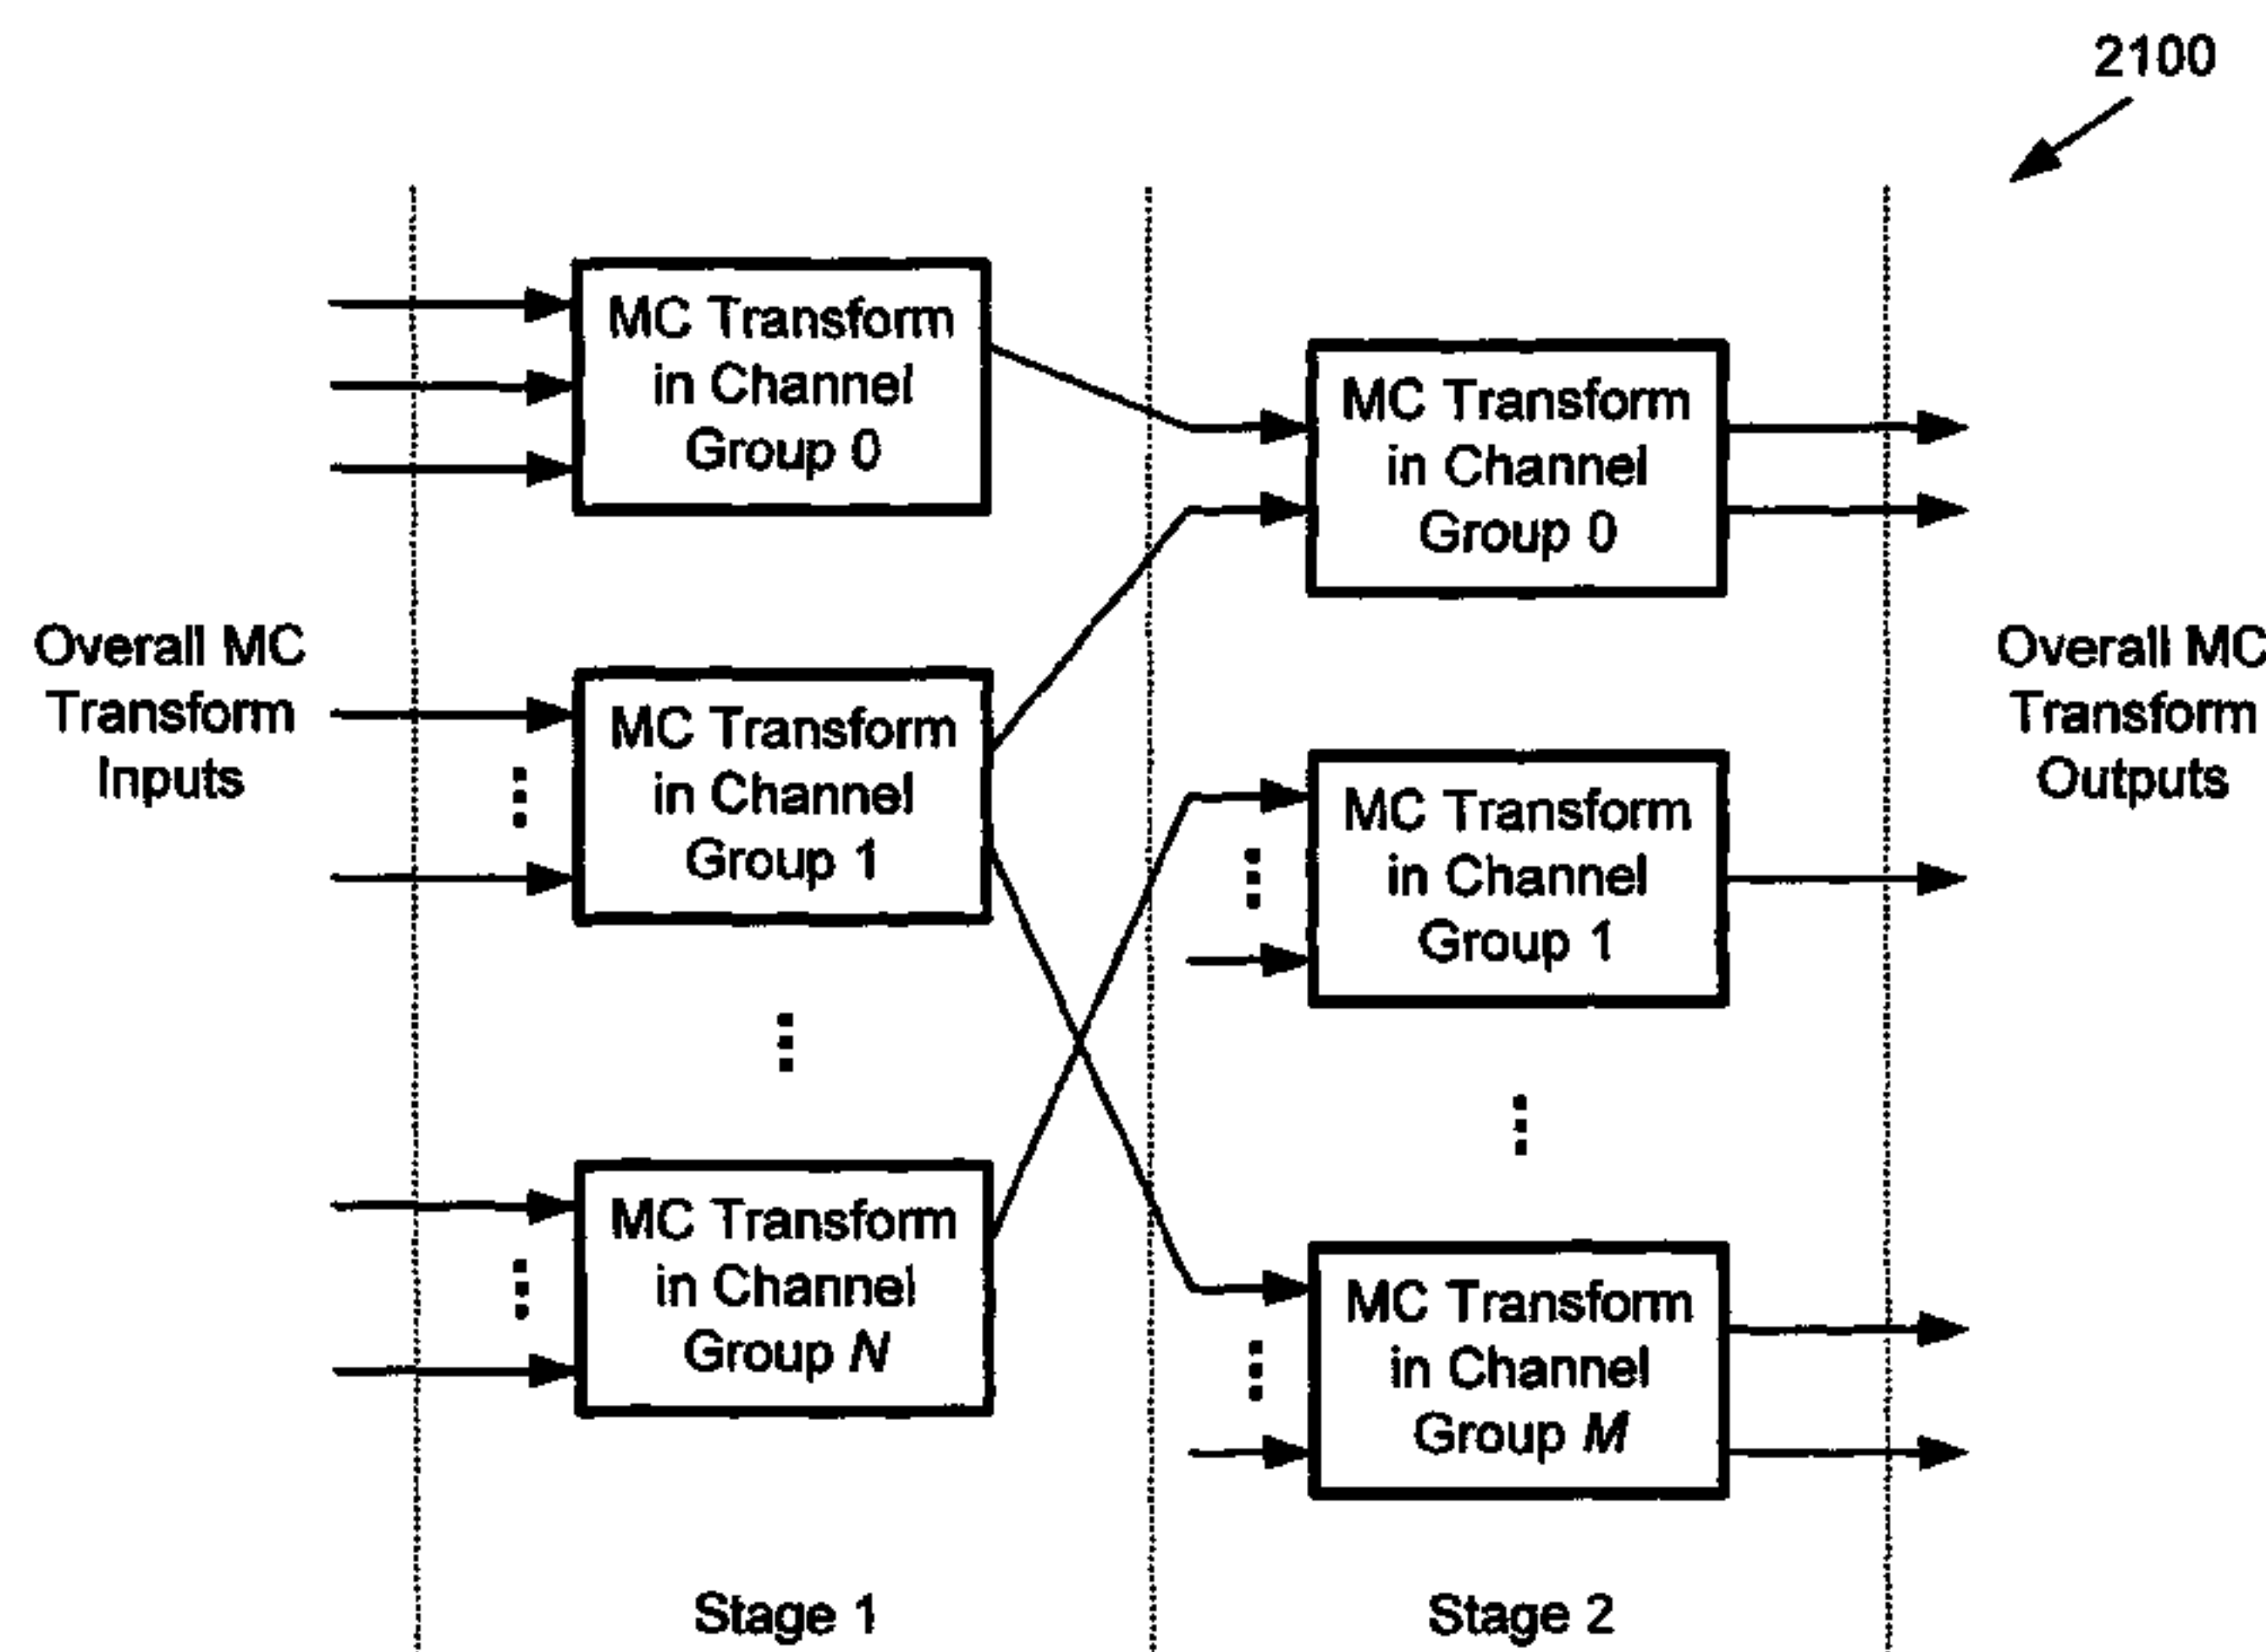 2100
MC Transform
in Channel
Group 0
MC Transform
in Channel
Group 0
Overall MC
Transform
Inputs
MC Transform
in Channel
Group 1
MC Transform
in Channel
Group 1
Overall MC
Transform
Outputs
MC Transform
in Channel
Group N
MC Transform
in Channel
Group M
Stage 1
Stage 2